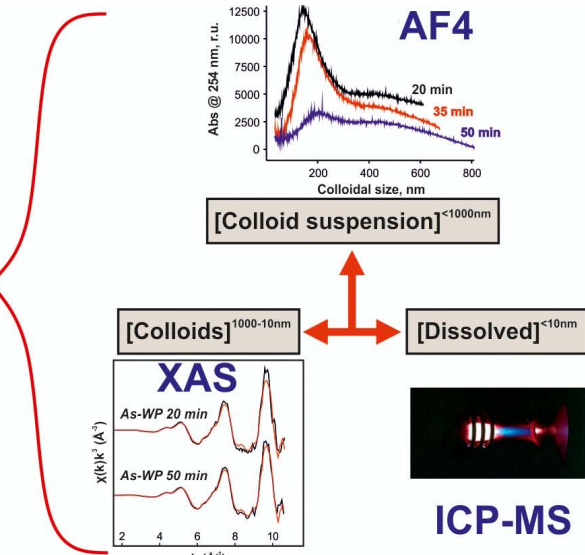 AF4
12500
10000
7500
5000
2500
0
Abs @ 254 nm, r.u.
20 min
35 min
50 min
200 400 600 800
Colloidal size, nm
[Colloid suspension]<1000nm
[Colloids]1000-10nm
[Dissolved]<10nm
XAS
As-WP 20 min
As-WP 50 min
χ(k)k³ (Å⁻³)
2 4 6 8 10
ICP-MS